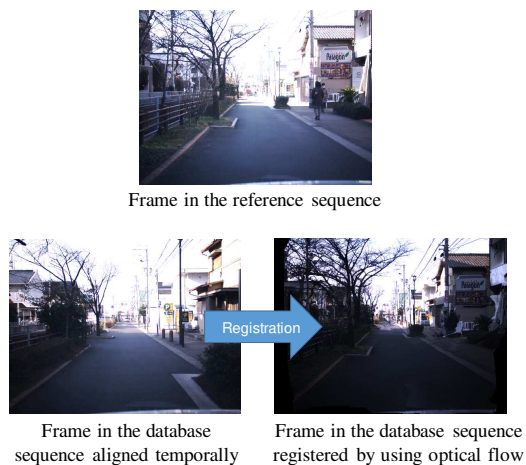 Pasepier
Frame in the reference sequence
Registration
Frame in the database
sequence aligned temporally
Frame in the database sequence
registered by using optical flow